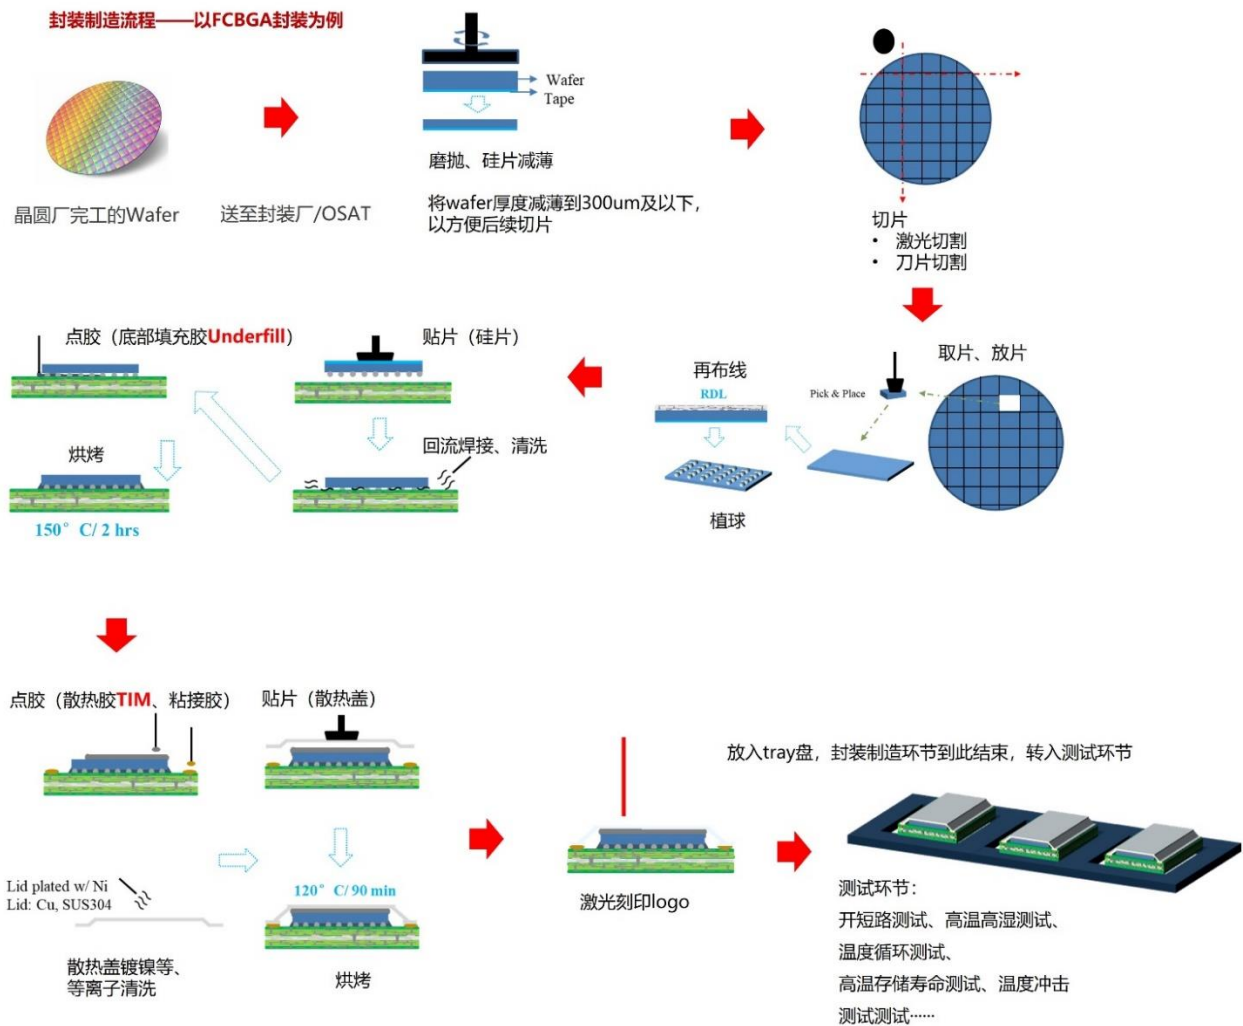 封装制造流程——以FCBGA封装为例
Wafer
Tape
晶圆厂完工的Wafer
送至封装厂/OSAT
磨抛、硅片减薄
将wafer厚度减薄到300um及以下,
以方便后续切片
切片
• 激光切割
• 刀片切割
取片、放片
Pick & Place
再布线
RDL
植球
贴片（硅片）
回流焊接、清洗
点胶（底部填充胶Underfill）
烘烤
150° C/ 2 hrs
点胶（散热胶TIM、粘接胶）
贴片（散热盖）
Lid plated w/ Ni
Lid: Cu, SUS304
散热盖镀镍等、
等离子清洗
120° C/ 90 min
烘烤
激光刻印logo
放入tray盘，封装制造环节到此结束，转入测试环节
测试环节：
开短路测试、高温高湿测试、
温度循环测试、
高温存储寿命测试、温度冲击
测试测试……